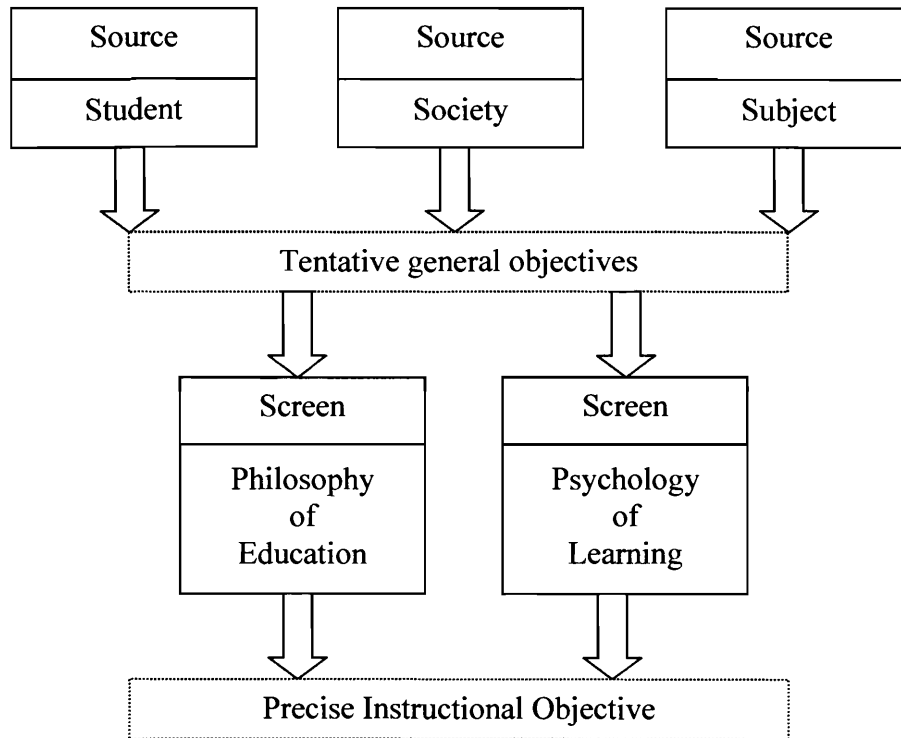 Source
Source
Source
Student
Society
Subject
Tentative general objectives
Screen
Screen
Philosophy
of
Education
Psychology
of
Learning
Precise Instructional Objective